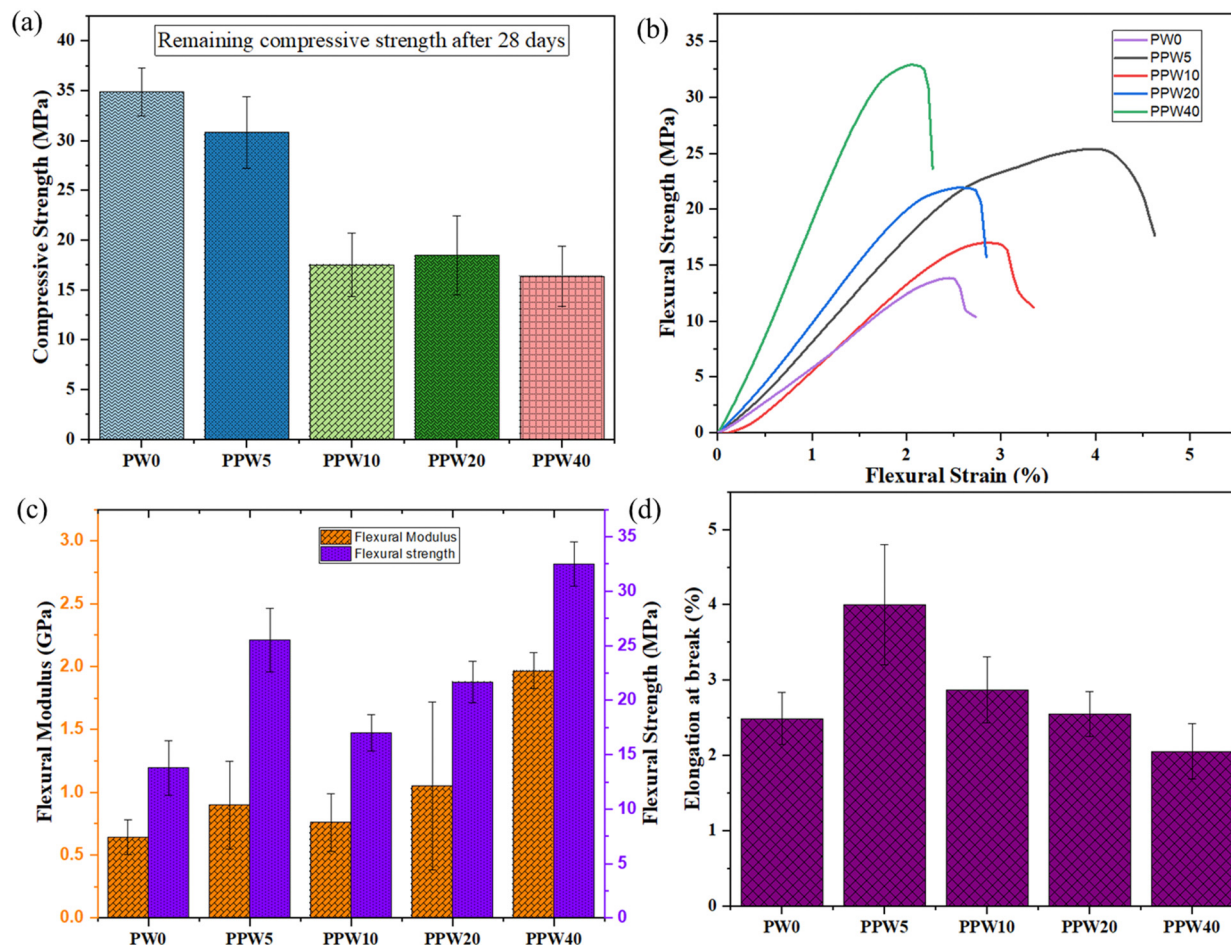 (a)
Remaining compressive strength after 28 days
Compressive Strength (MPa)
40
35
30
25
20
15
10
5
0
PW0 PPW5 PPW10 PPW20 PPW40
(b)
PW0
PPW5
PPW10
PPW20
PPW40
Flexural Strength (MPa)
35
30
25
20
15
10
5
0
0 1 2 3 4 5
Flexural Strain (%)
(c)
Flexural Modulus
Flexural strength
Flexural Modulus (GPa)
3.0
2.5
2.0
1.5
1.0
0.5
0.0
Flexural Strength (MPa)
35
30
25
20
15
10
5
0
PW0 PPW5 PPW10 PPW20 PPW40
(d)
Elongation at break (%)
5
4
3
2
1
0
PW0 PPW5 PPW10 PPW20 PPW40